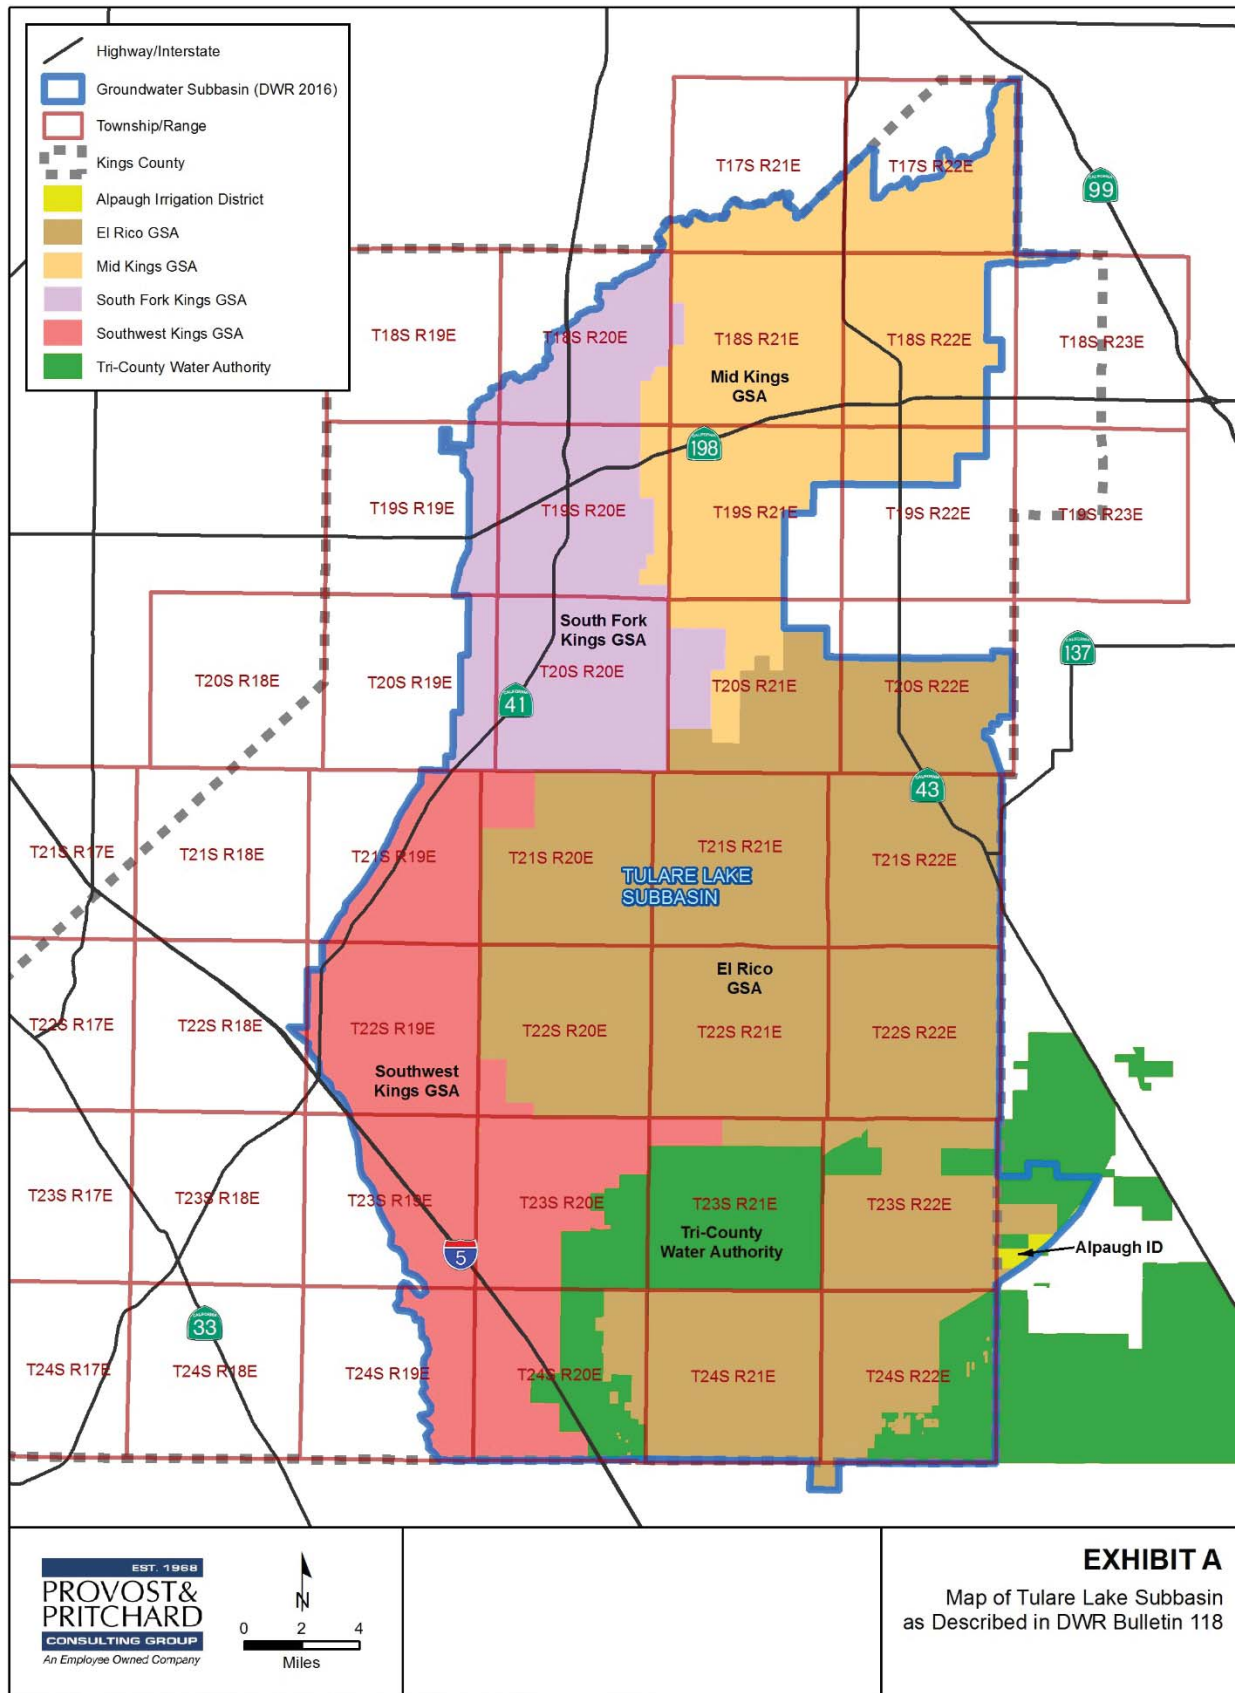 Highway/Interstate
Groundwater Subbasin (DWR 2016)
Township/Range
Kings County
Alpaugh Irrigation District
El Rico GSA
Mid Kings GSA
South Fork Kings GSA
Southwest Kings GSA
Tri-County Water Authority
T17S R21E
T17S R22E
CALIFORNIA
99
T18S R19E
T18S R20E
T18S R21E
T18S R22E
T18S R23E
Mid Kings
GSA
CALIFORNIA
198
T19S R19E
T19S R20E
T19S R21E
T19S R22E
T19S R23E
South Fork
Kings GSA
CALIFORNIA
137
T20S R18E
T20S R19E
T20S R20E
T20S R21E
T20S R22E
CALIFORNIA
41
CALIFORNIA
43
T21S R17E
T21S R18E
T21S R19E
T21S R20E
T21S R21E
T21S R22E
TULARE LAKE
SUBBASIN
El Rico
GSA
T22S R17E
T22S R18E
T22S R19E
T22S R20E
T22S R21E
T22S R22E
Southwest
Kings GSA
T23S R17E
T23S R18E
T23S R19E
T23S R20E
T23S R21E
T23S R22E
Tri-County
Water Authority
Alpaugh ID
5
CALIFORNIA
33
T24S R17E
T24S R18E
T24S R19E
T24S R20E
T24S R21E
T24S R22E
EST. 1968
PROVOST&
PRITCHARD
CONSULTING GROUP
An Employee Owned Company
N
0 2 4
Miles
EXHIBIT A
Map of Tulare Lake Subbasin
as Described in DWR Bulletin 118